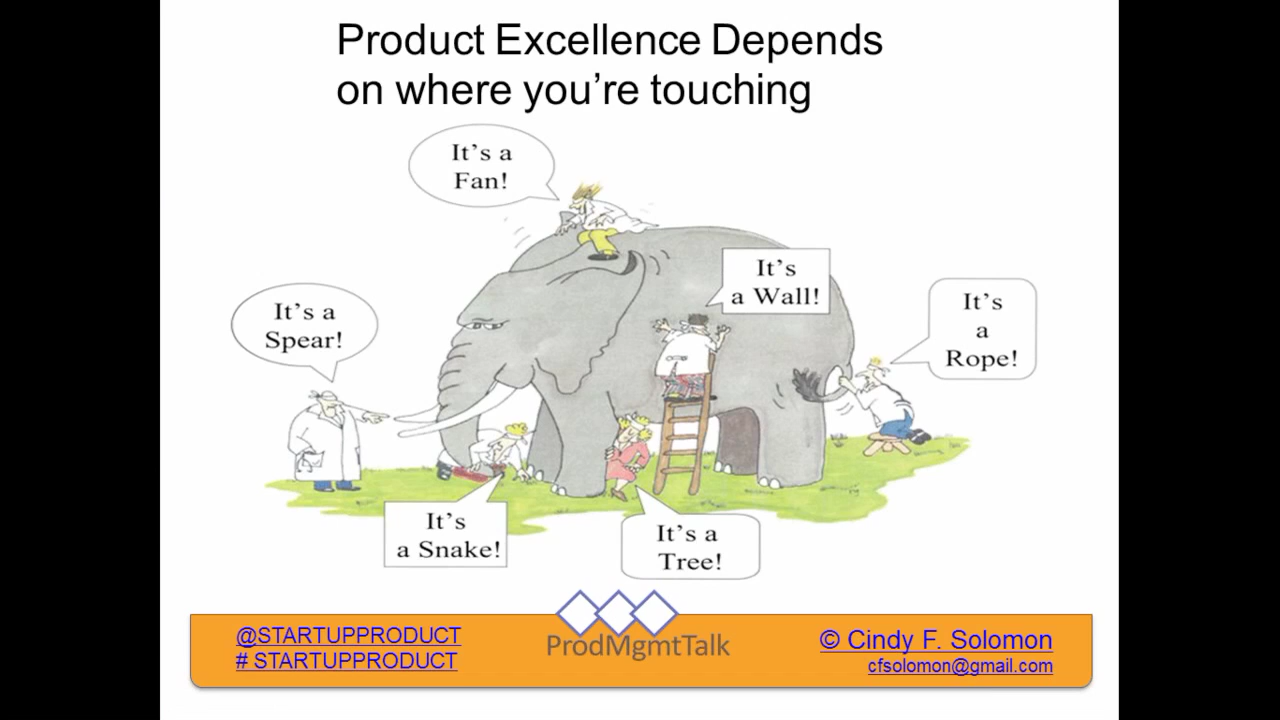 Product Excellence Depends
on where you’re touching
It’s a
Fan!
It’s
a Wall!
It’s a
Spear!
It’s
a
Rope!
It’s
a Snake!
It’s a
Tree!
@STARTUPPRODUCT
# STARTUPPRODUCT
ProdMgmtTalk
© Cindy F. Solomon
cfsolomon@gmail.com